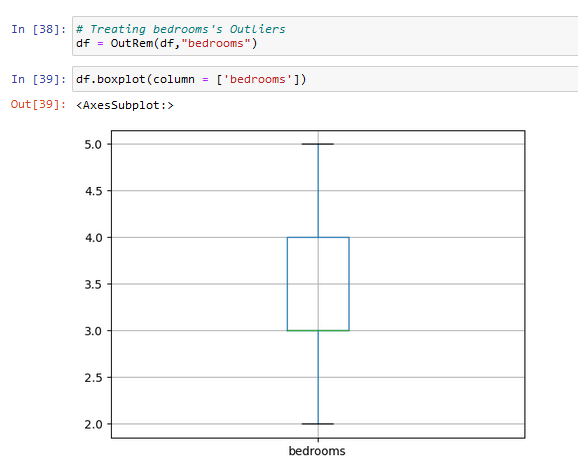 In [38]: # Treating bedrooms's Outliers
df = OutRem(df,"bedrooms")
In [39]: df.boxplot(column = ['bedrooms'])
Out[39]: <AxesSubplot:>
5.0
4.5
4.0
3.5
3.0
2.5
2.0
bedrooms